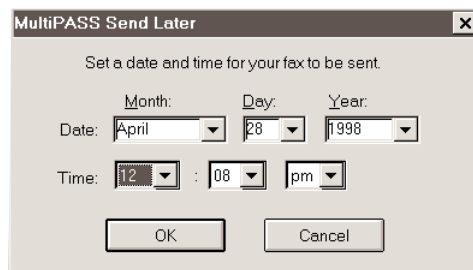 MultiPASS Send Later
Set a date and time for your fax to be sent.
Month: Day: Year:
Date: April 28 1998
Time: 12 : 08 pm
OK Cancel